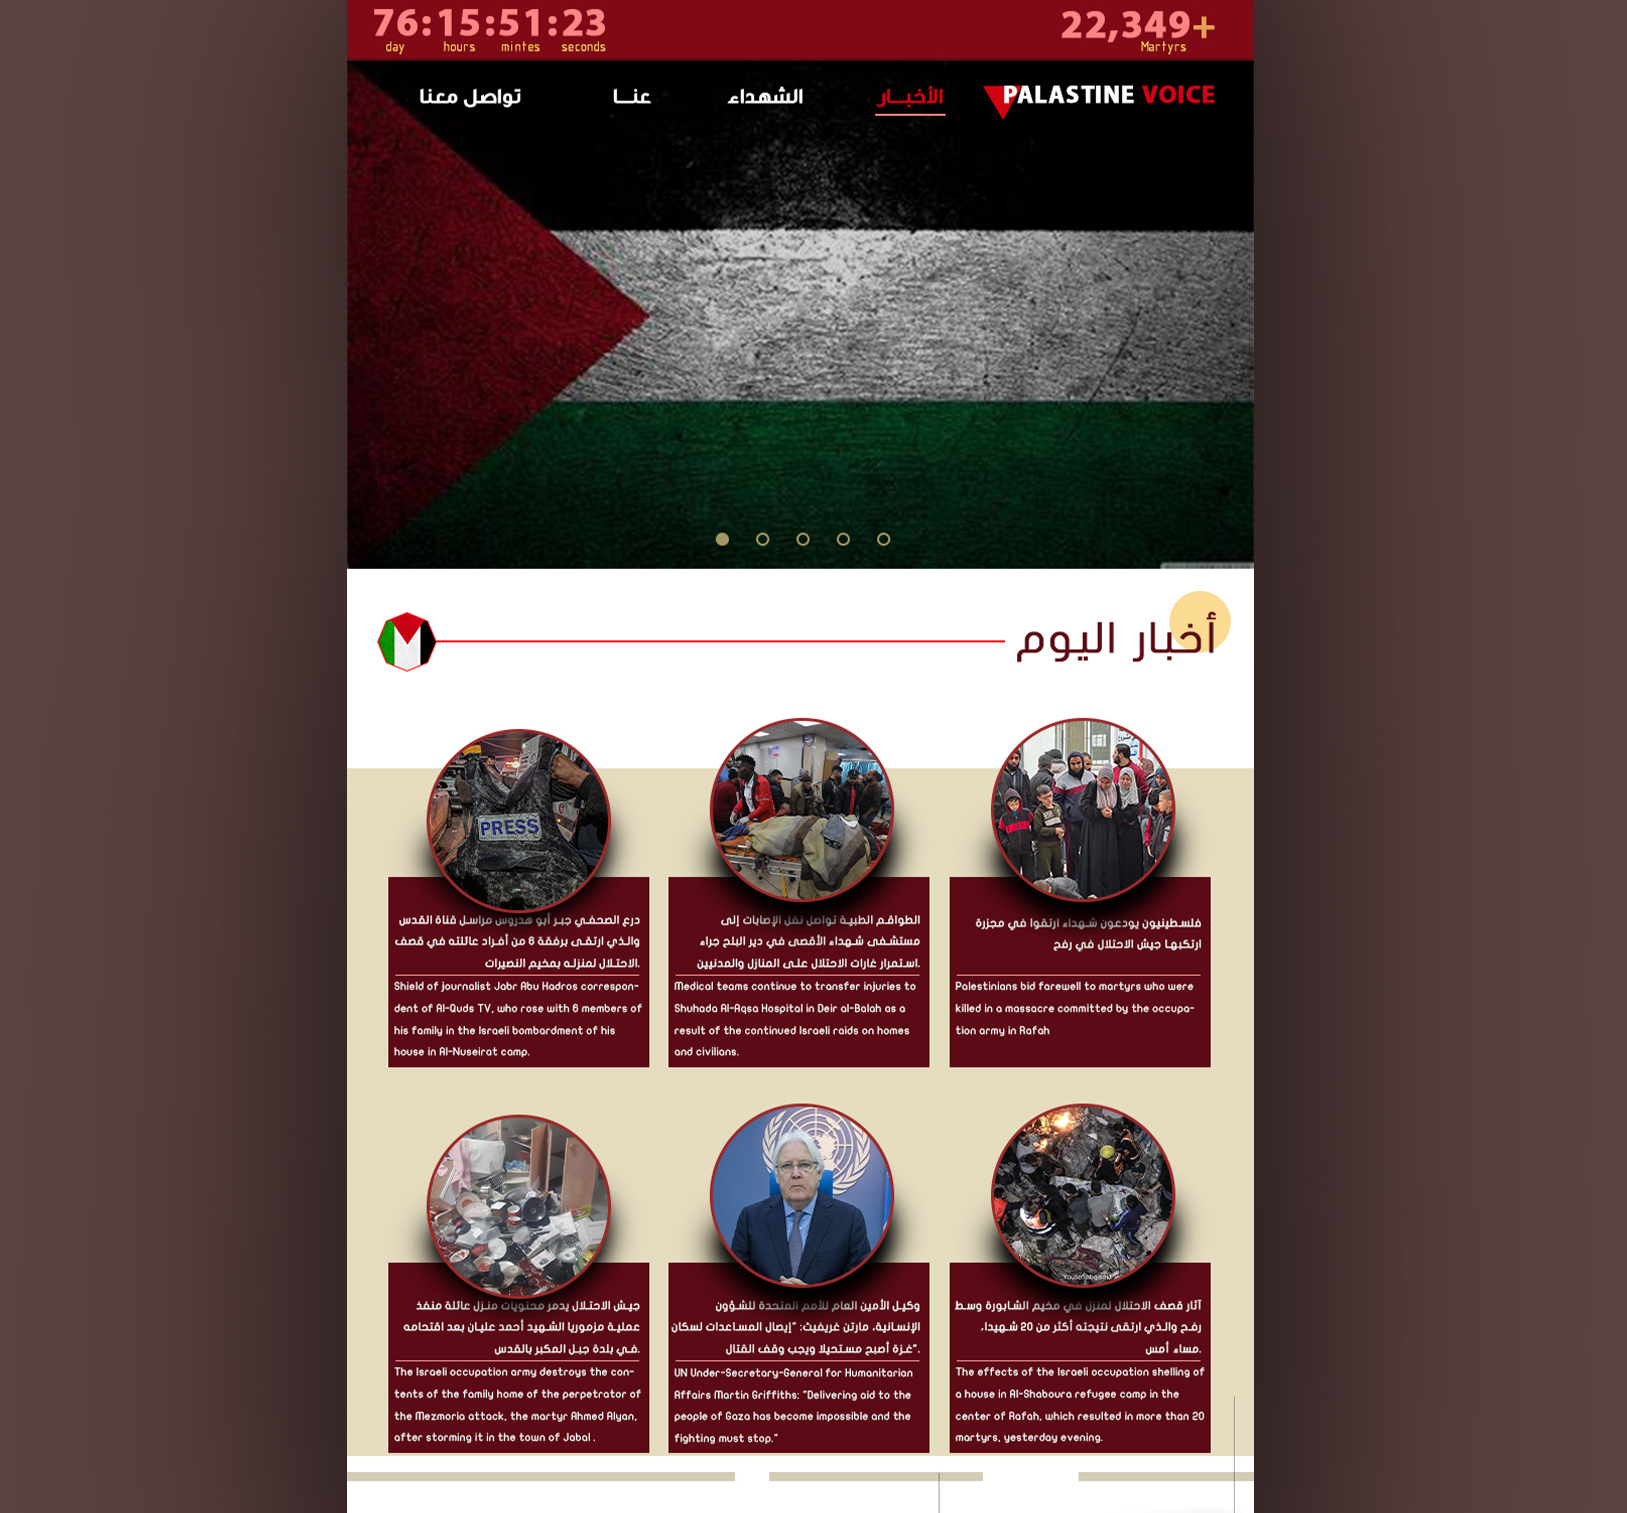 76:15:51:23
day hours mintes seconds
22,349+
Martyrs
PALASTINE VOICE
الأخبـــار
الشهداء
عنـــا
تواصل معنا
أخبار اليوم
PRESS
فلسطينيون يودعون شهداء ارتقوا في مجزرة
ارتكبها جيش الاحتلال في رفح
Palestinians bid farewell to martyrs who were
killed in a massacre committed by the occupa-
tion army in Rafah
الطواقم الطبية تواصل نقل الإصابات إلى
مستشفى شهداء الأقصى في دير البلح جراء
.استمرار غارات الاحتلال على المنازل والمدنيين
Medical teams continue to transfer injuries to
Shuhada Al-Aqsa Hospital in Deir al-Balah as a
result of the continued Israeli raids on homes
and civilians.
درع الصحفي جبر أبو هدروس مراسل قناة القدس
والذي ارتقى برفقة 6 من أفراد عائلته في قصف
.الاحتلال لمنزله بمخيم النصيرات
Shield of journalist Jabr Abu Hadros correspon-
dent of Al-Quds TV, who rose with 6 members of
his family in the Israeli bombardment of his
house in Al-Nuseirat camp.
آثار قصف الاحتلال لمنزل في مخيم الشابورة وسط
رفح والذي ارتقى نتيجته أكثر من 20 شهيدا،
.مساء أمس
The effects of the Israeli occupation shelling of
a house in Al-Shaboura refugee camp in the
center of Rafah, which resulted in more than 20
martyrs, yesterday evening.
وكيل الأمين العام للأمم المتحدة للشؤون
الإنسانية، مارتن غريفيث: "إيصال المساعدات لسكان
."غزة أصبح مستحيلا ويجب وقف القتال
UN Under-Secretary-General for Humanitarian
Affairs Martin Griffiths: "Delivering aid to the
people of Gaza has become impossible and the
fighting must stop."
جيش الاحتلال يدمر محتويات منزل عائلة منفذ
عملية مزموريا الشهيد أحمد عليان بعد اقتحامه
.في بلدة جبل المكبر بالقدس
The Israeli occupation army destroys the con-
tents of the family home of the perpetrator of
the Mezmoria attack, the martyr Ahmed Alyan,
after storming it in the town of Jabal .